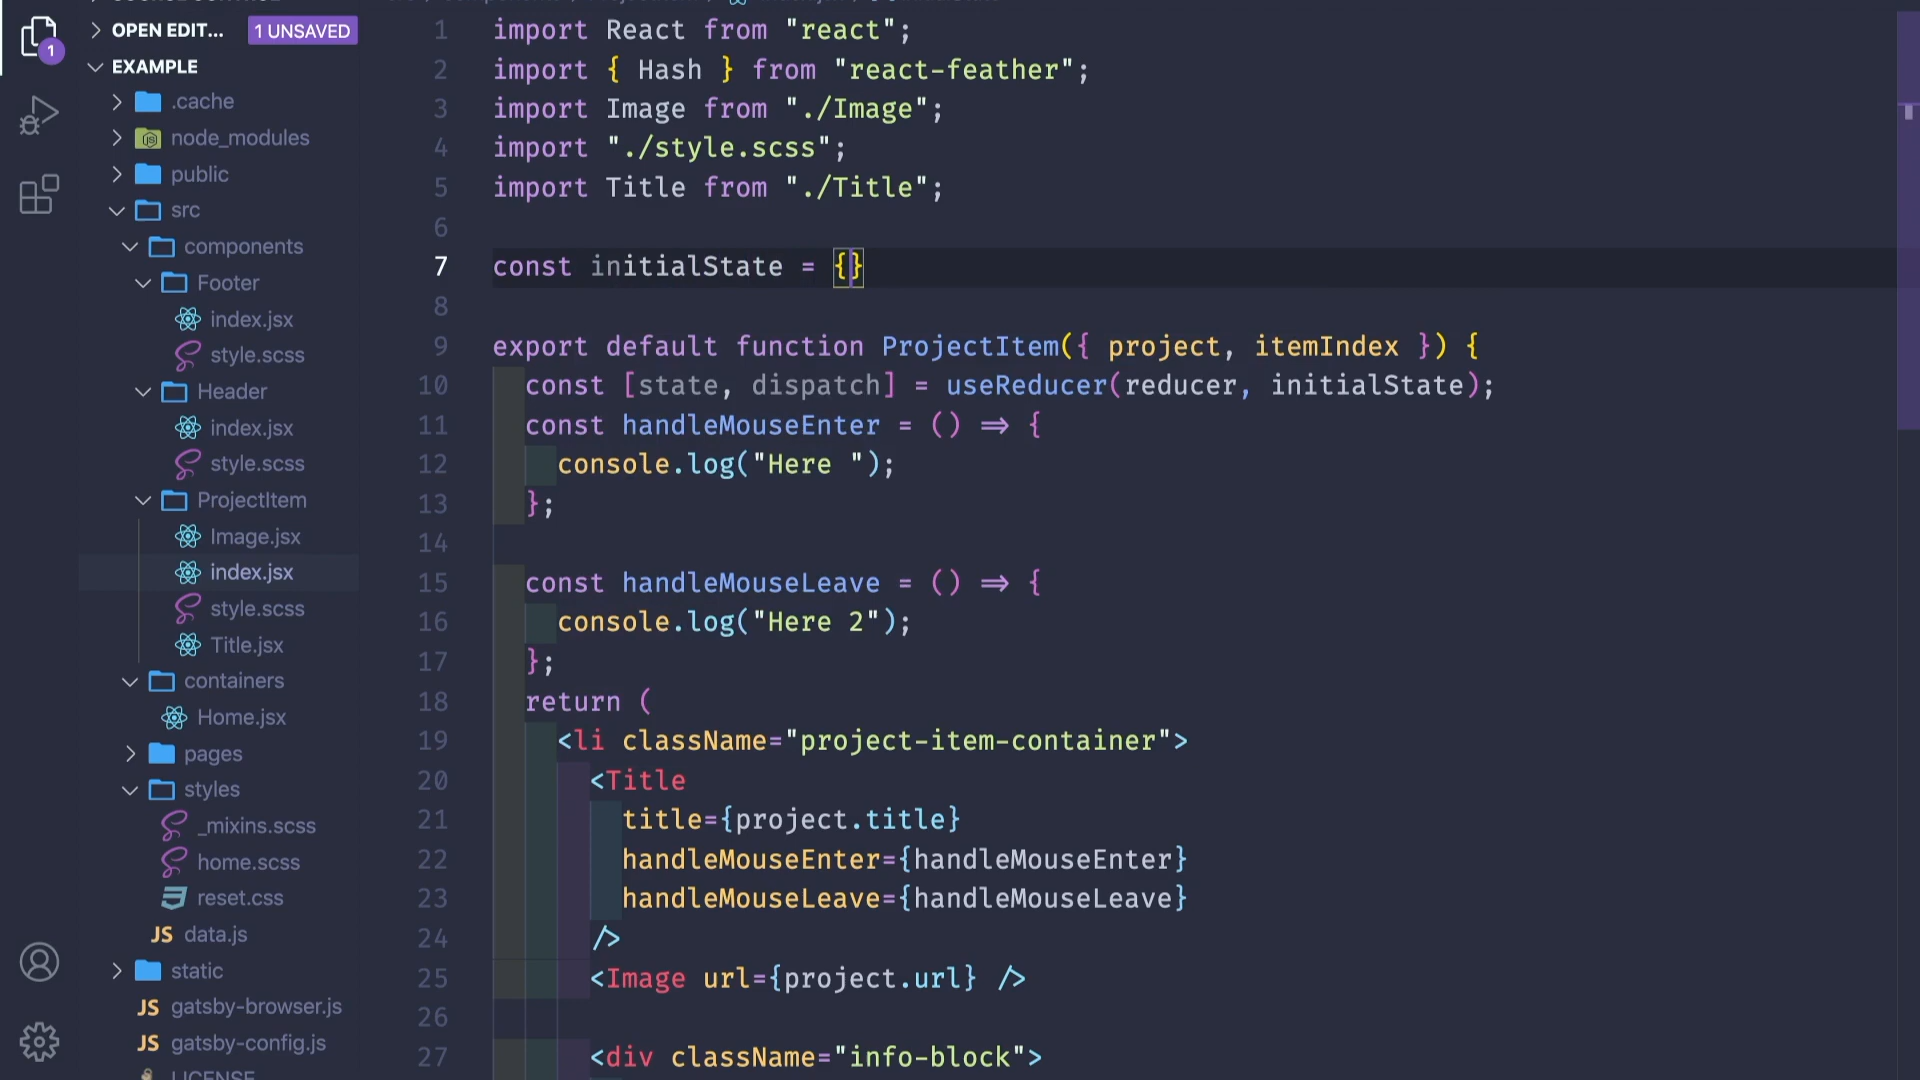 OPEN EDIT... 1 UNSAVED
EXAMPLE
.cache
node_modules
public
src
components
Footer
index.jsx
style.scss
Header
index.jsx
style.scss
ProjectItem
Image.jsx
index.jsx
style.scss
Title.jsx
containers
Home.jsx
pages
styles
_mixins.scss
home.scss
reset.css
JS data.js
static
JS gatsby-browser.js
JS gatsby-config.js
LICENSE
1
1 import React from "react";
2 import { Hash } from "react-feather";
3 import Image from "./Image";
4 import "./style.scss";
5 import Title from "./Title";
6
7 const initialState = {}
8
9 export default function ProjectItem({ project, itemIndex }) {
10 const [state, dispatch] = useReducer(reducer, initialState);
11 const handleMouseEnter = () => {
12 console.log("Here ");
13 };
14
15 const handleMouseLeave = () => {
16 console.log("Here 2");
17 };
18 return (
19 <li className="project-item-container">
20 <Title
21 title={project.title}
22 handleMouseEnter={handleMouseEnter}
23 handleMouseLeave={handleMouseLeave}
24 />
25 <Image url={project.url} />
26
27 <div className="info-block">